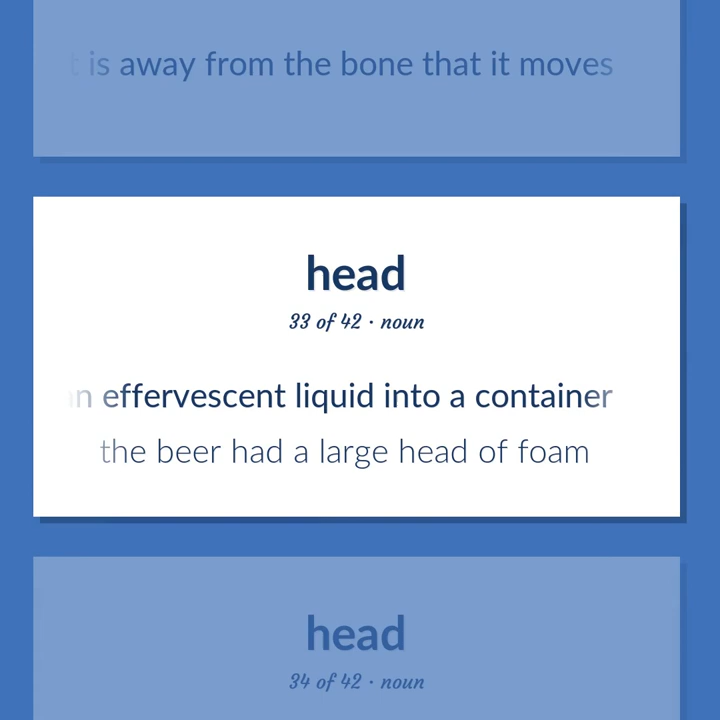 is away from the bone that it moves
head
33 of 42 · noun
effervescent liquid into a container
the beer had a large head of foam
head
34 of 42 · noun